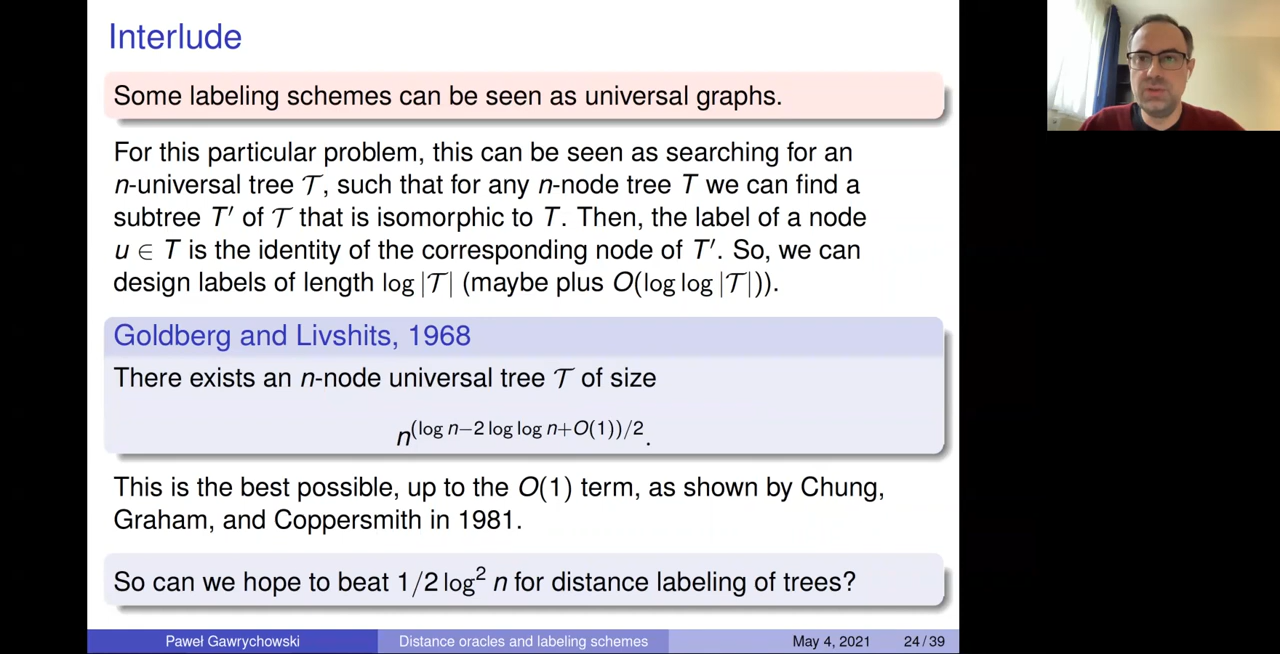 Interlude
Some labeling schemes can be seen as universal graphs.
For this particular problem, this can be seen as searching for an
n-universal tree 𝒯, such that for any n-node tree T we can find a
subtree T′ of 𝒯 that is isomorphic to T. Then, the label of a node
u ∈ T is the identity of the corresponding node of T′. So, we can
design labels of length log |𝒯| (maybe plus O(log log |𝒯|)).
Goldberg and Livshits, 1968
There exists an n-node universal tree 𝒯 of size
n^(log n−2 log log n+O(1))/2.
This is the best possible, up to the O(1) term, as shown by Chung,
Graham, and Coppersmith in 1981.
So can we hope to beat 1/2 log² n for distance labeling of trees?
Paweł Gawrychowski Distance oracles and labeling schemes May 4, 2021 24/39